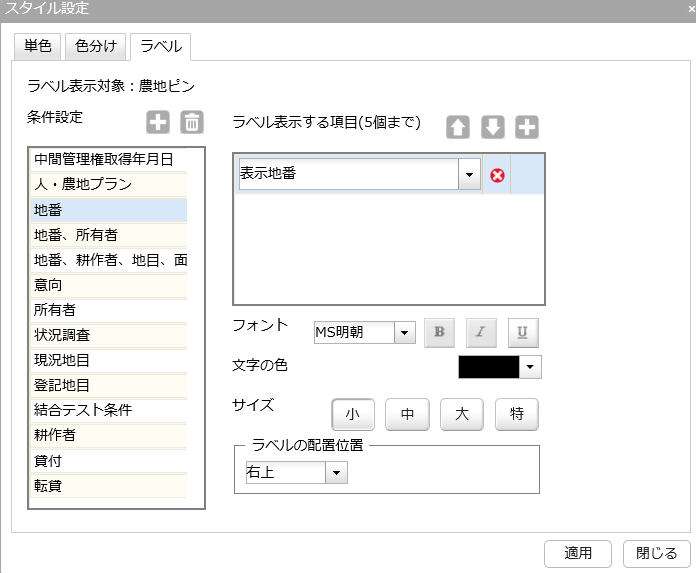 スタイル設定
単色
色分け
ラベル
ラベル表示対象：農地ピン
条件設定
中間管理権取得年月日
人・農地プラン
地番
地番、所有者
地番、耕作者、地目、面
意向
所有者
状況調査
現況地目
登記地目
結合テスト条件
耕作者
貸付
転貸
ラベル表示する項目(5個まで)
表示地番
フォント
MS明朝
B
I
U
文字の色
サイズ
小
中
大
特
ラベルの配置位置
右上
適用
閉じる